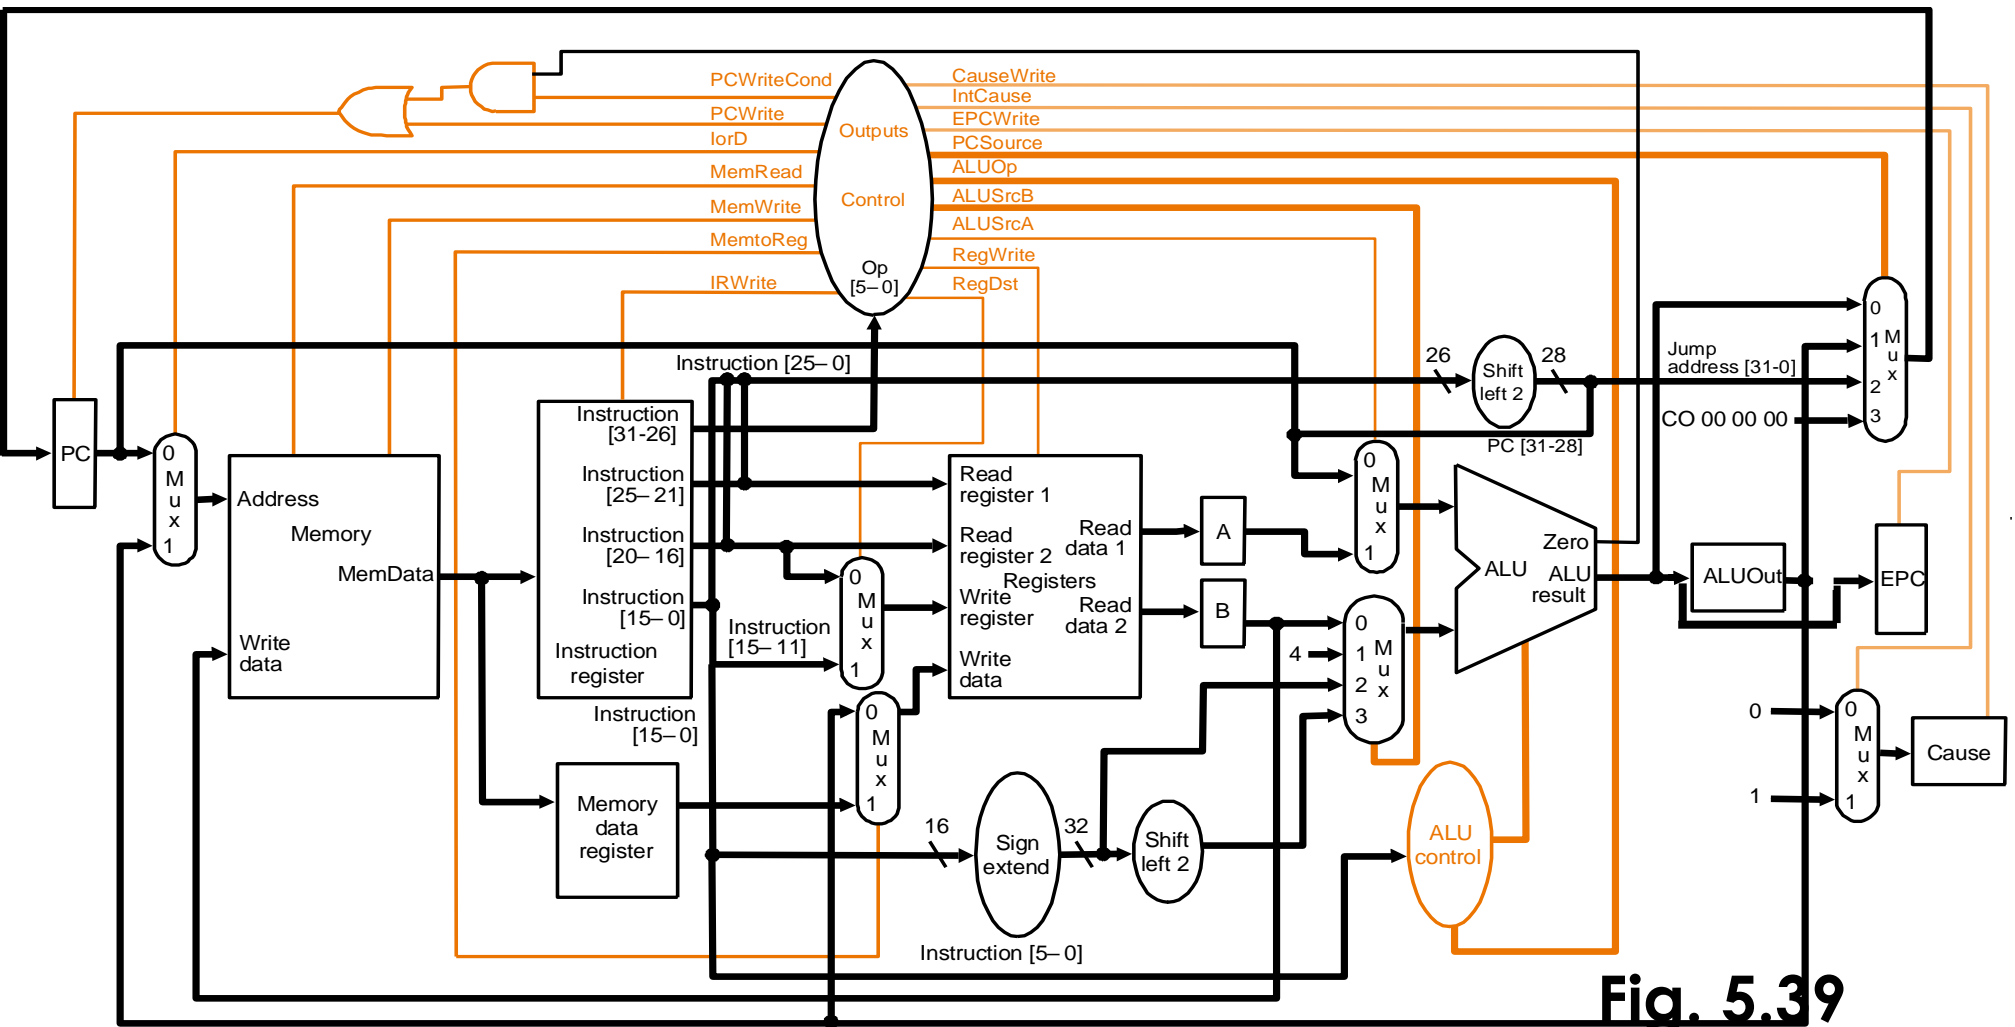 PCWriteCond
PCWrite
IorD
MemRead
MemWrite
MemtoReg
IRWrite
Outputs
Control
Op
[5–0]
CauseWrite
IntCause
EPCWrite
PCSource
ALUOp
ALUSrcB
ALUSrcA
RegWrite
RegDst
PC
0
M
u
x
1
Address
Memory
MemData
Write
data
Instruction [25–0]
Instruction
[31-26]
Instruction
[25–21]
Instruction
[20–16]
Instruction
[15–0]
Instruction
register
Instruction
[15–0]
Memory
data
register
Instruction
[15–11]
0
M
u
x
1
0
M
u
x
1
Read
register 1
Read
register 2
Registers
Write
register
Write
data
Read
data 1
Read
data 2
16
Sign
extend
32
Shift
left 2
Instruction [5–0]
A
B
4
0
M
u
x
1
0
1
2
3
M
u
x
26
Shift
left 2
28
PC [31-28]
Jump
address [31-0]
CO 00 00 00
0
1
2
3
M
u
x
Zero
ALU
ALU
result
ALU
control
ALUOut
EPC
0
1
0
M
u
x
1
Cause
Fig. 5.39